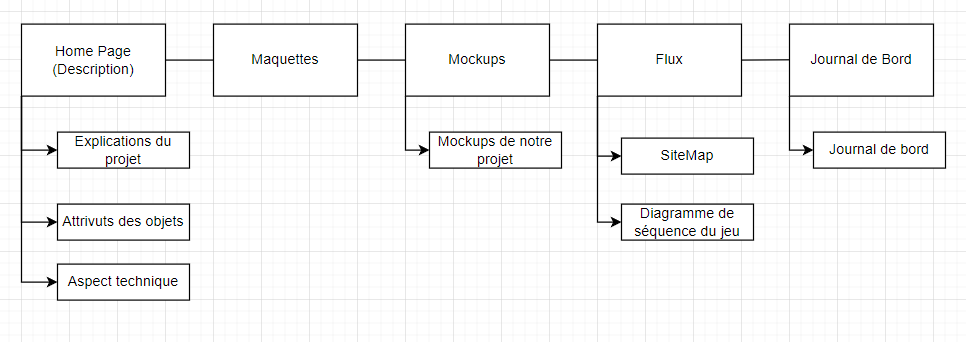 Home Page
(Description)
Maquettes
Mockups
Flux
Journal de Bord
Explications du
projet
Attrivuts des objets
Aspect technique
Mockups de notre
projet
SiteMap
Diagramme de
séquence du jeu
Journal de bord